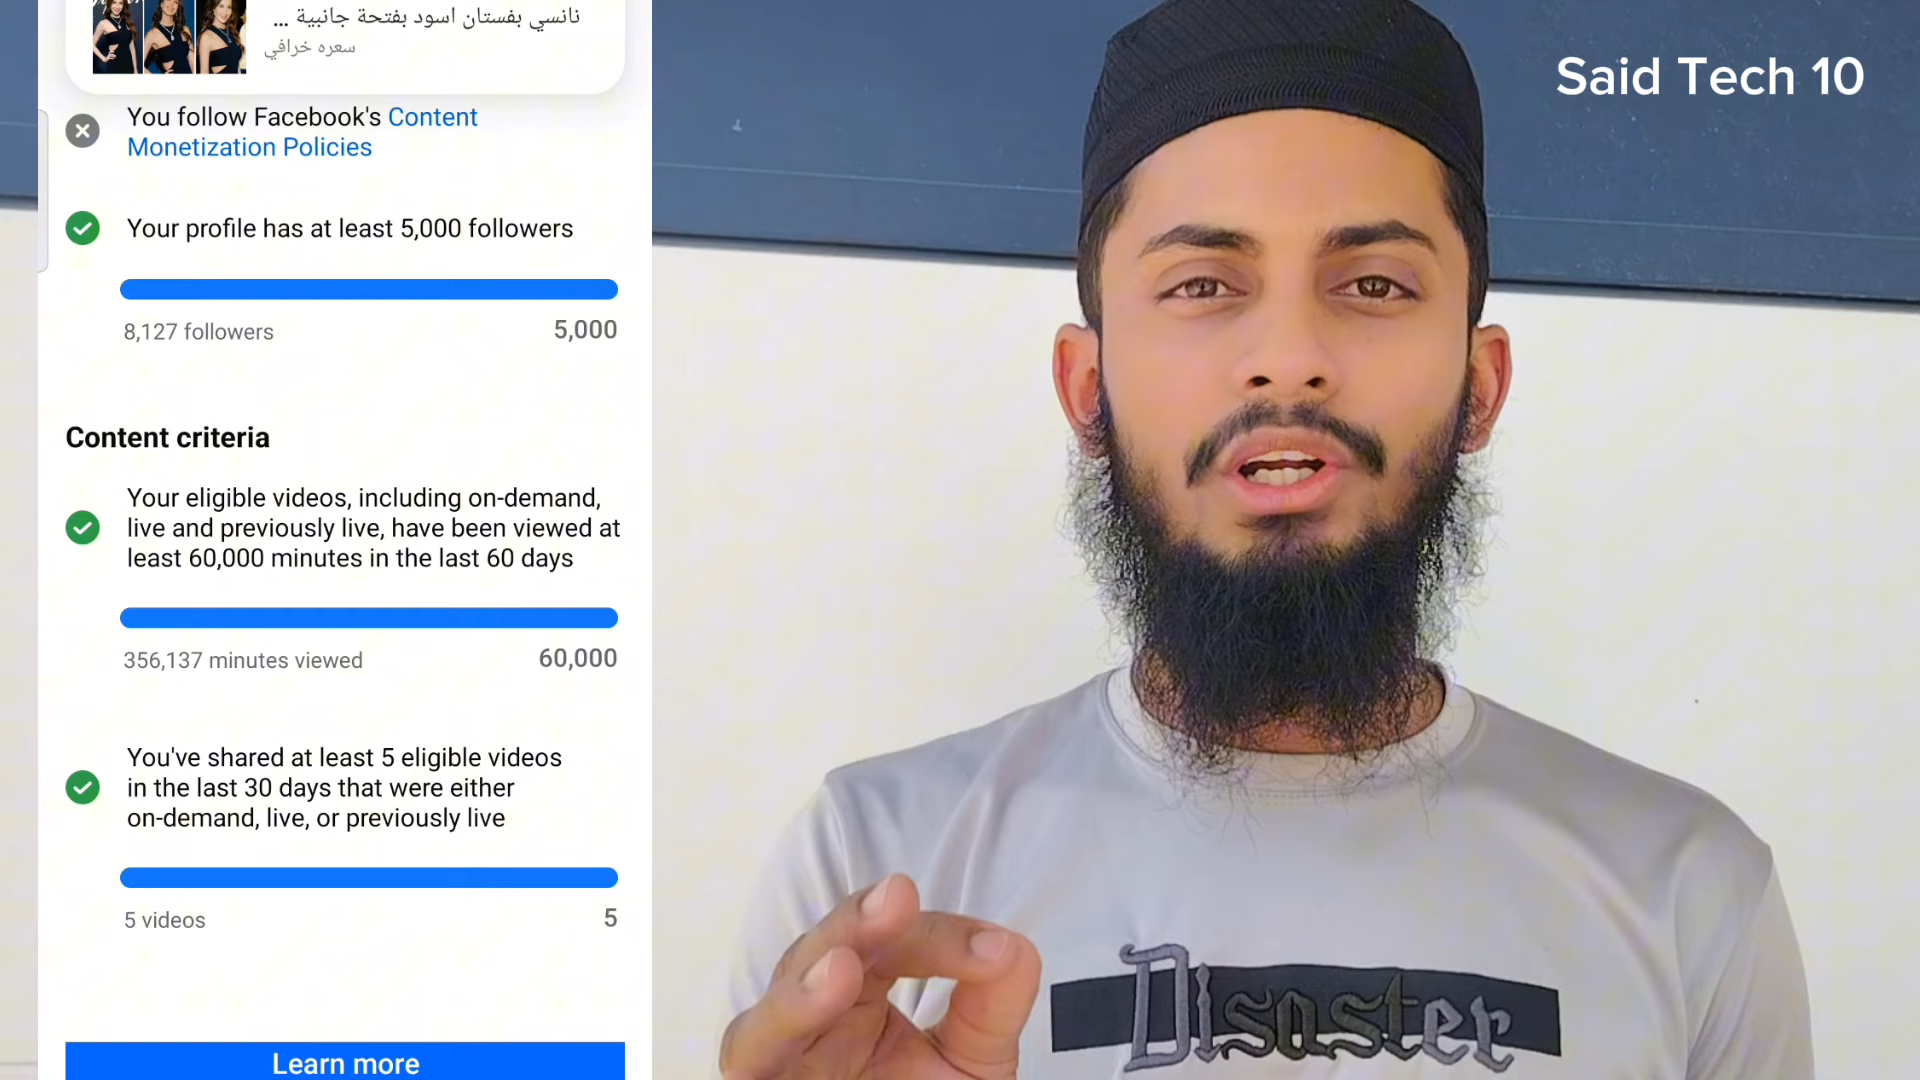 نانسي بفستان اسود بفتحة جانبية ...
سعره خرافي
You follow Facebook's Content
Monetization Policies
Your profile has at least 5,000 followers
8,127 followers
5,000
Content criteria
Your eligible videos, including on-demand,
live and previously live, have been viewed at
least 60,000 minutes in the last 60 days
356,137 minutes viewed
60,000
You've shared at least 5 eligible videos
in the last 30 days that were either
on-demand, live, or previously live
5 videos
5
Learn more
Said Tech 10
Disaster